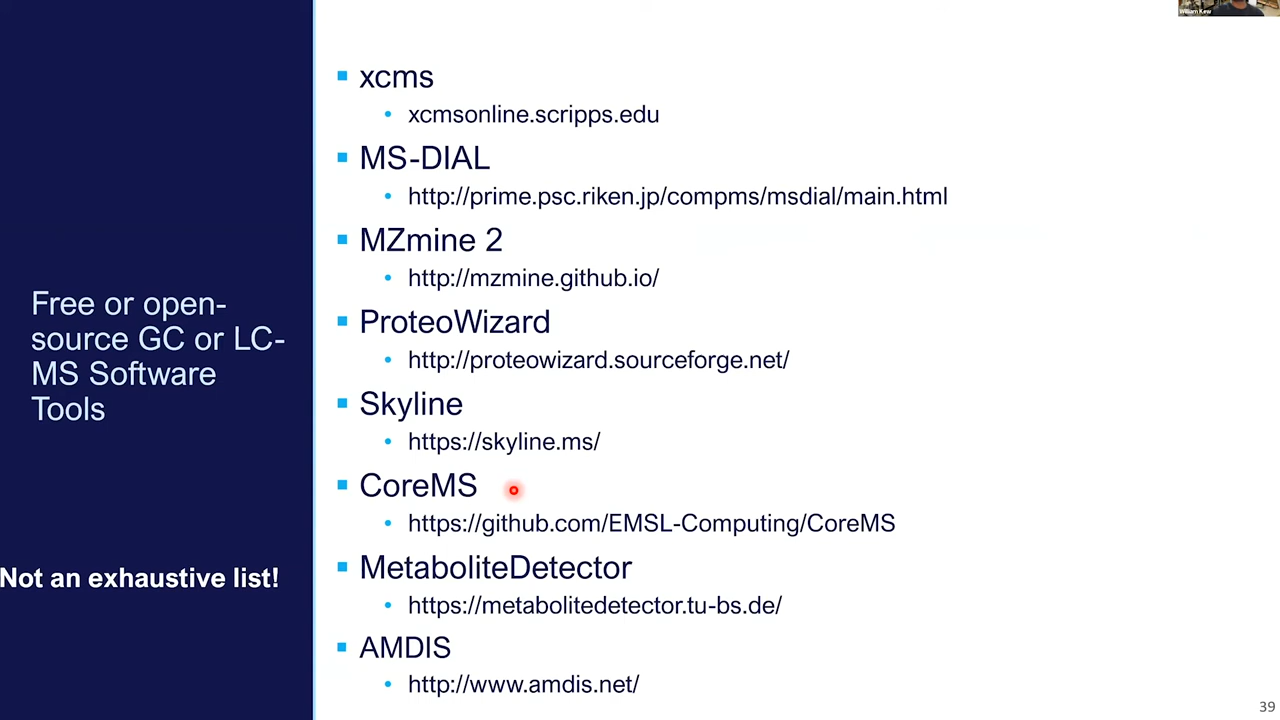 William Kew
xcms
xcmsonline.scripps.edu
MS-DIAL
http://prime.psc.riken.jp/compms/msdial/main.html
MZmine 2
http://mzmine.github.io/
ProteoWizard
http://proteowizard.sourceforge.net/
Skyline
https://skyline.ms/
CoreMS
https://github.com/EMSL-Computing/CoreMS
MetaboliteDetector
https://metabolitedetector.tu-bs.de/
AMDIS
http://www.amdis.net/
Free or open-
source GC or LC-
MS Software
Tools
Not an exhaustive list!
39